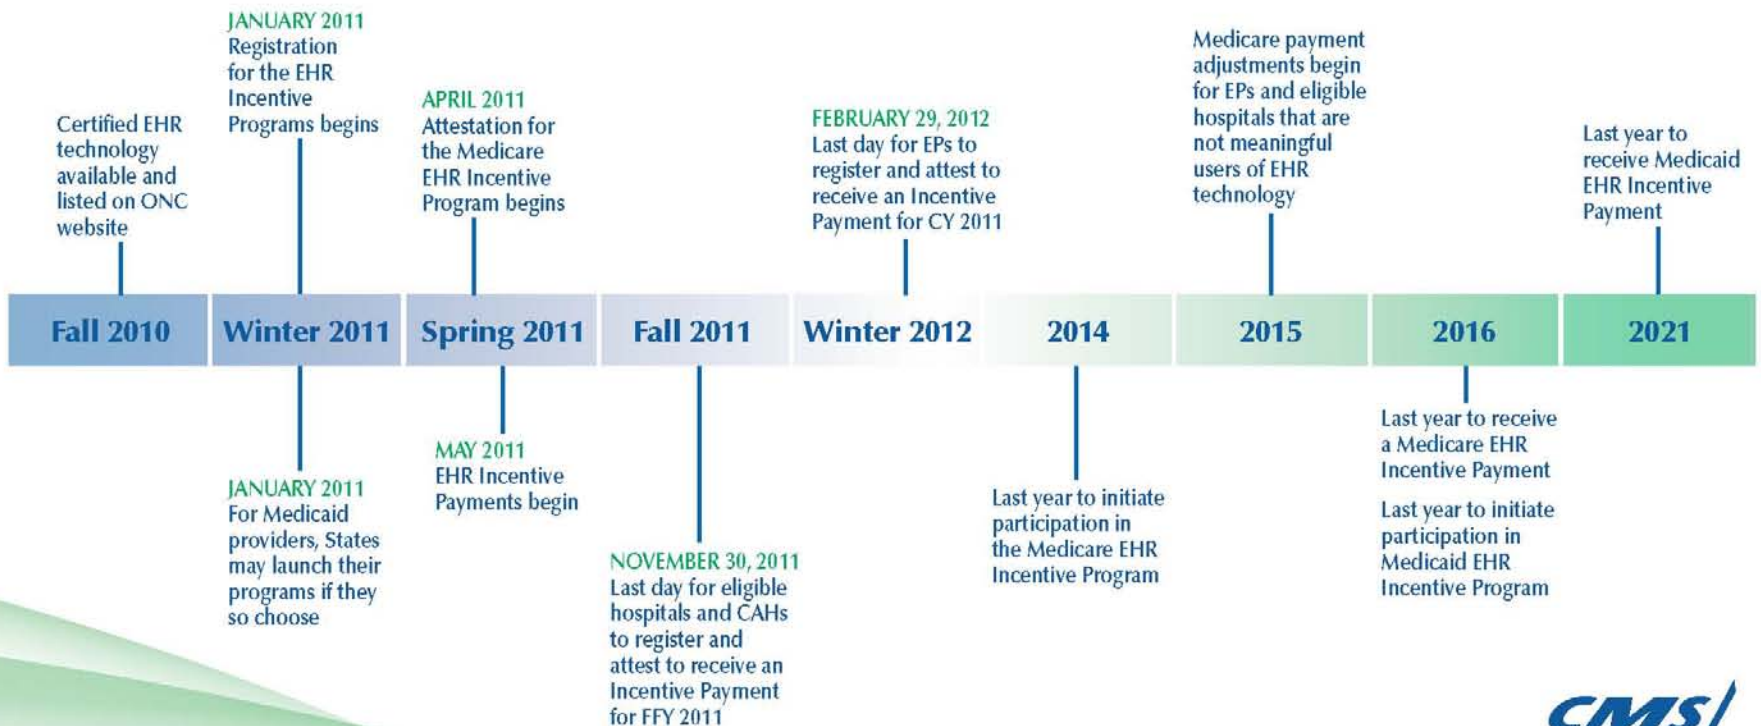 JANUARY 2011
Registration
for the EHR
Incentive
Programs begins
Certified EHR
technology
available and
listed on ONC
website
APRIL 2011
Attestation for
the Medicare
EHR Incentive
Program begins
FEBRUARY 29, 2012
Last day for EPs to
register and attest to
receive an Incentive
Payment for CY 2011
Medicare payment
adjustments begin
for EPs and eligible
hospitals that are
not meaningful
users of EHR
technology
Last year to
receive Medicaid
EHR Incentive
Payment
Fall 2010
Winter 2011
Spring 2011
Fall 2011
Winter 2012
2014
2015
2016
2021
JANUARY 2011
For Medicaid
providers, States
may launch their
programs if they
so choose
MAY 2011
EHR Incentive
Payments begin
NOVEMBER 30, 2011
Last day for eligible
hospitals and CAHs
to register and
attest to receive an
Incentive Payment
for FFY 2011
Last year to initiate
participation in
the Medicare EHR
Incentive Program
Last year to receive
a Medicare EHR
Incentive Payment
Last year to initiate
participation in
Medicaid EHR
Incentive Program
CMS